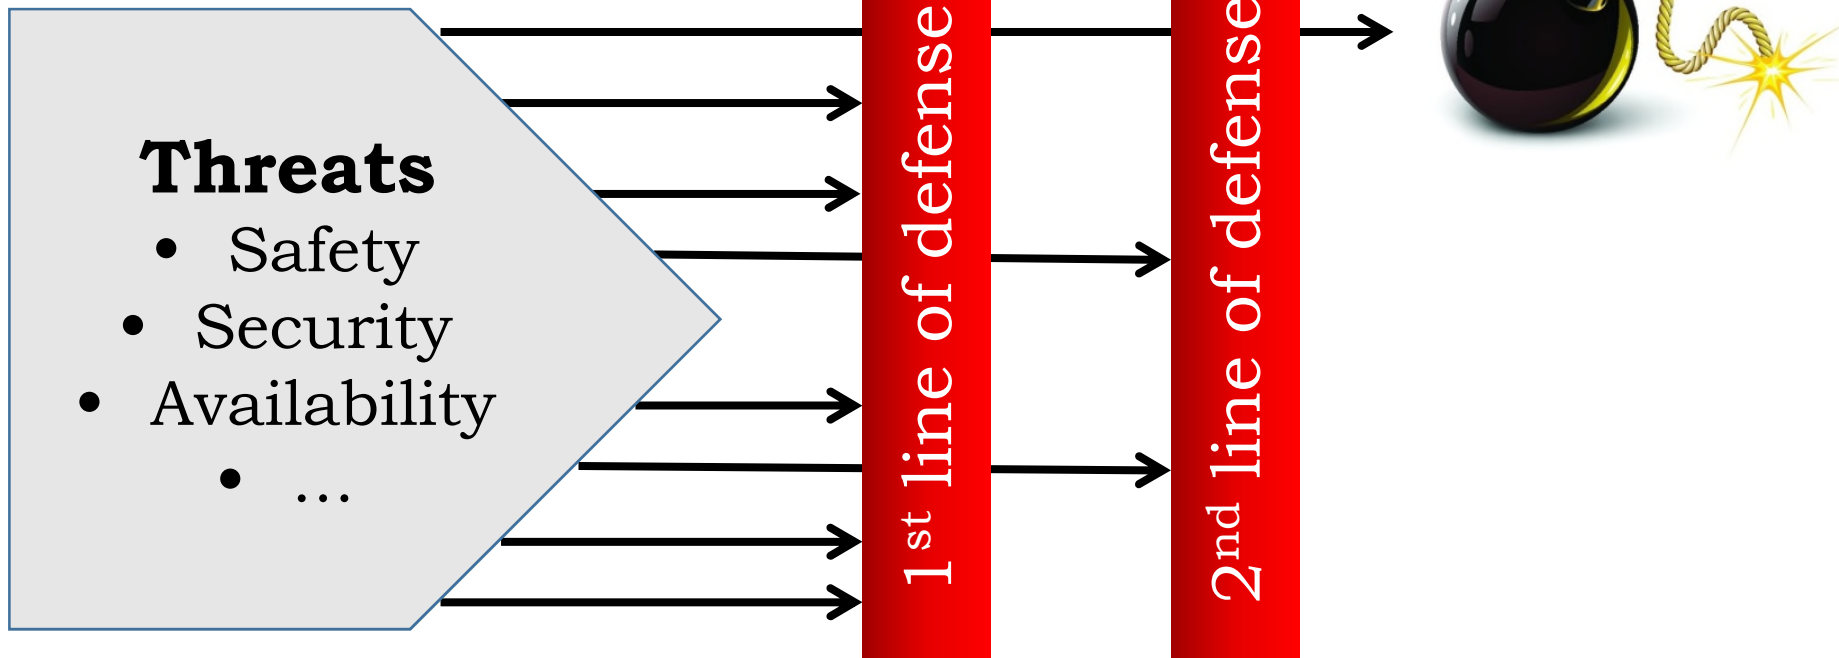 Threats
• Safety
• Security
• Availability
• ...
1st line of defense
2nd line of defense